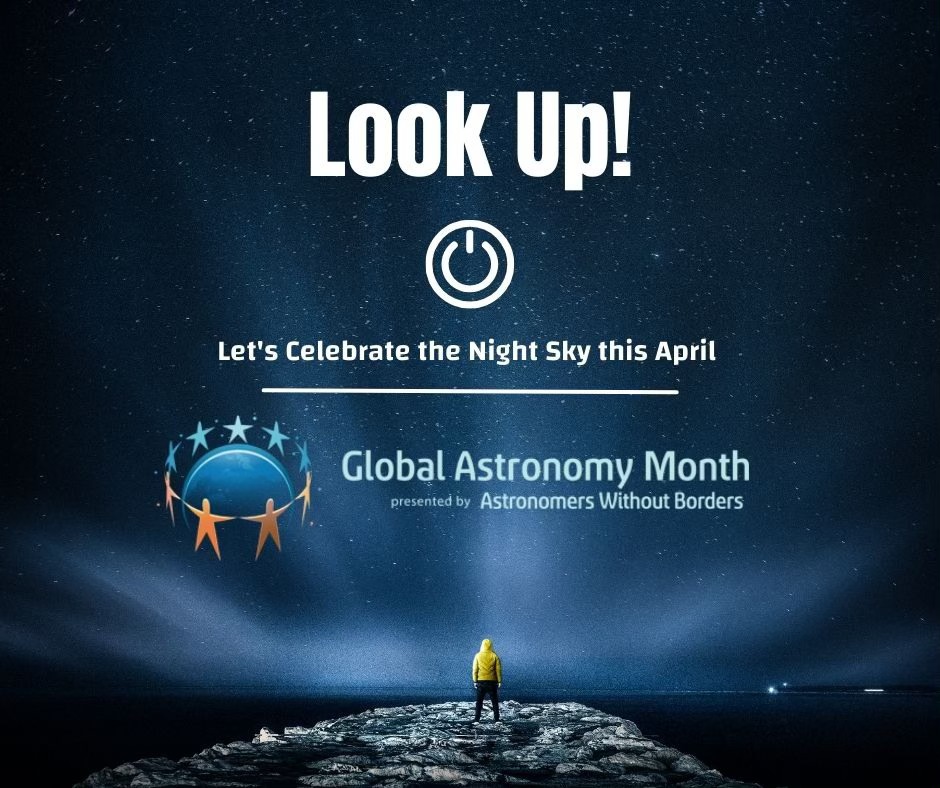 Look Up!
Let's Celebrate the Night Sky this April
Global Astronomy Month
presented by Astronomers Without Borders